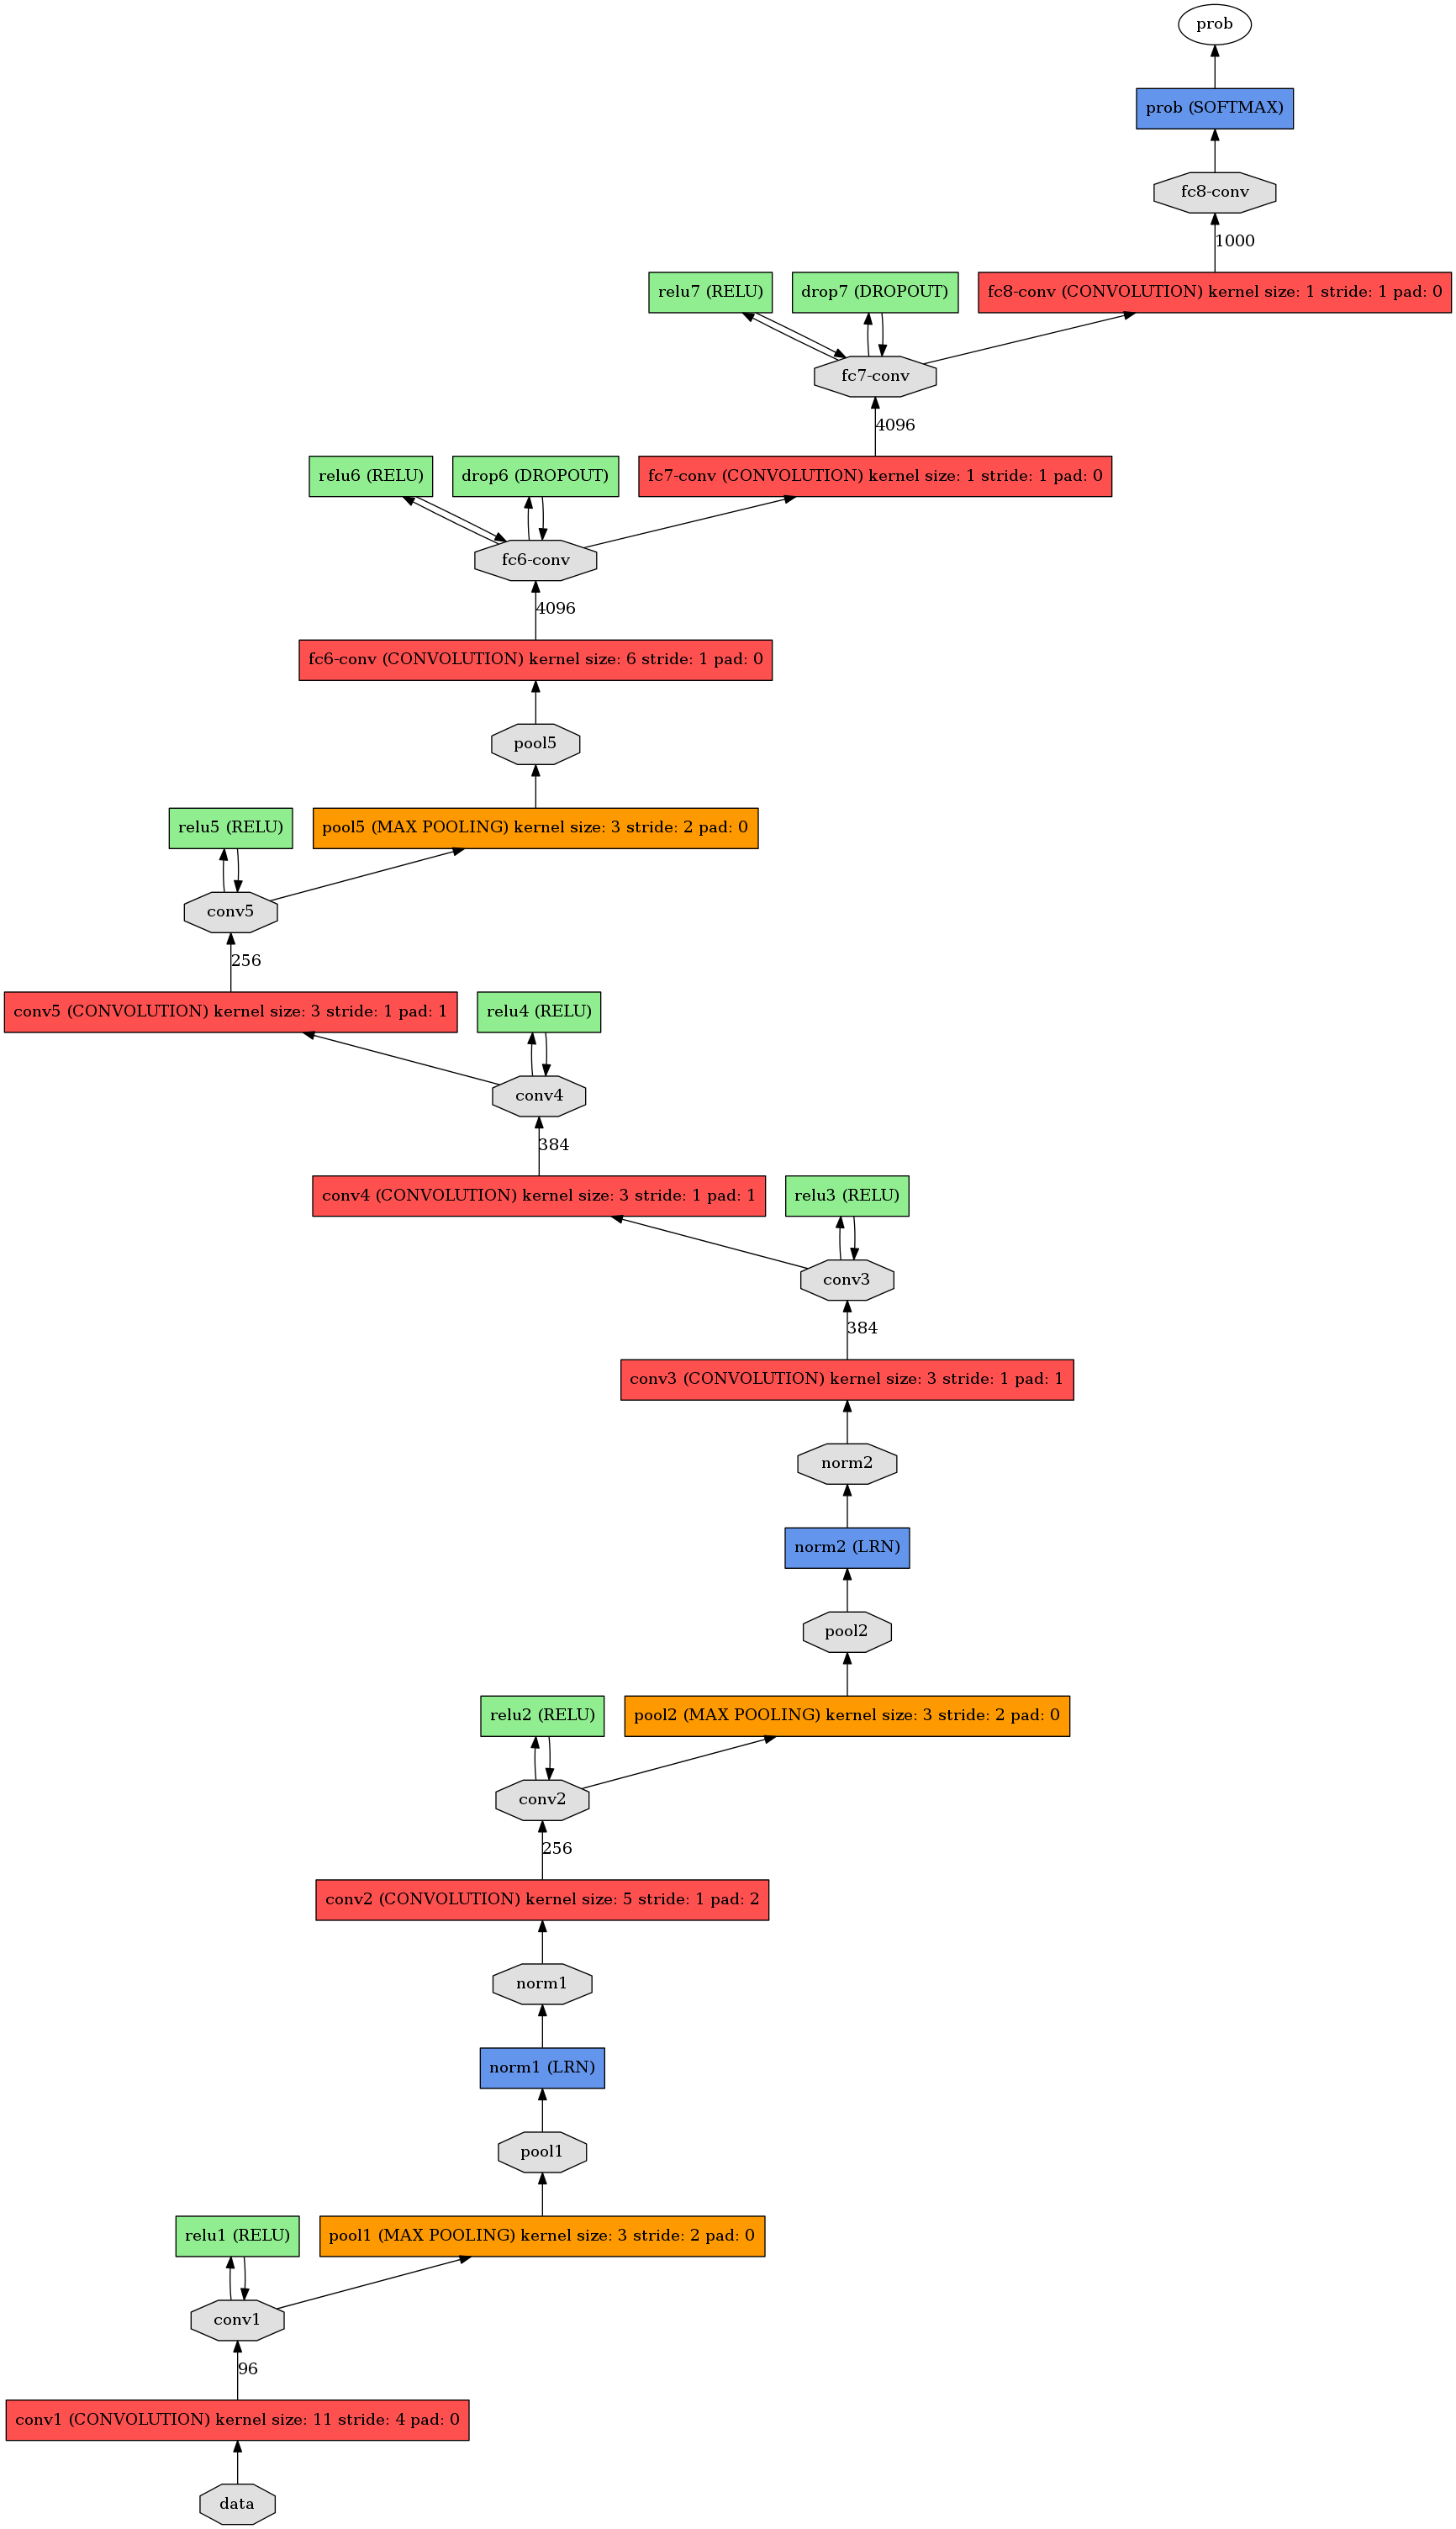 prob
prob (SOFTMAX)
fc8-conv
1000
relu7 (RELU)
drop7 (DROPOUT)
fc8-conv (CONVOLUTION) kernel size: 1 stride: 1 pad: 0
fc7-conv
4096
relu6 (RELU)
drop6 (DROPOUT)
fc7-conv (CONVOLUTION) kernel size: 1 stride: 1 pad: 0
fc6-conv
4096
fc6-conv (CONVOLUTION) kernel size: 6 stride: 1 pad: 0
pool5
relu5 (RELU)
pool5 (MAX POOLING) kernel size: 3 stride: 2 pad: 0
conv5
256
conv5 (CONVOLUTION) kernel size: 3 stride: 1 pad: 1
relu4 (RELU)
conv4
384
conv4 (CONVOLUTION) kernel size: 3 stride: 1 pad: 1
relu3 (RELU)
conv3
384
conv3 (CONVOLUTION) kernel size: 3 stride: 1 pad: 1
norm2
norm2 (LRN)
pool2
relu2 (RELU)
pool2 (MAX POOLING) kernel size: 3 stride: 2 pad: 0
conv2
256
conv2 (CONVOLUTION) kernel size: 5 stride: 1 pad: 2
norm1
norm1 (LRN)
pool1
relu1 (RELU)
pool1 (MAX POOLING) kernel size: 3 stride: 2 pad: 0
conv1
96
conv1 (CONVOLUTION) kernel size: 11 stride: 4 pad: 0
data